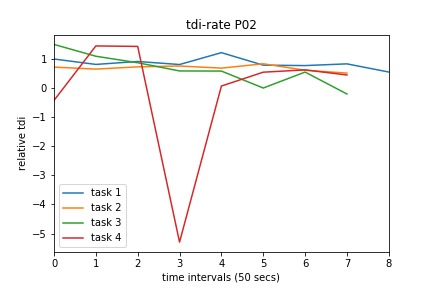 tdi-rate P02
relative tdi
1
0
−1
−2
−3
−4
−5
task 1
task 2
task 3
task 4
0 1 2 3 4 5 6 7 8
time intervals (50 secs)